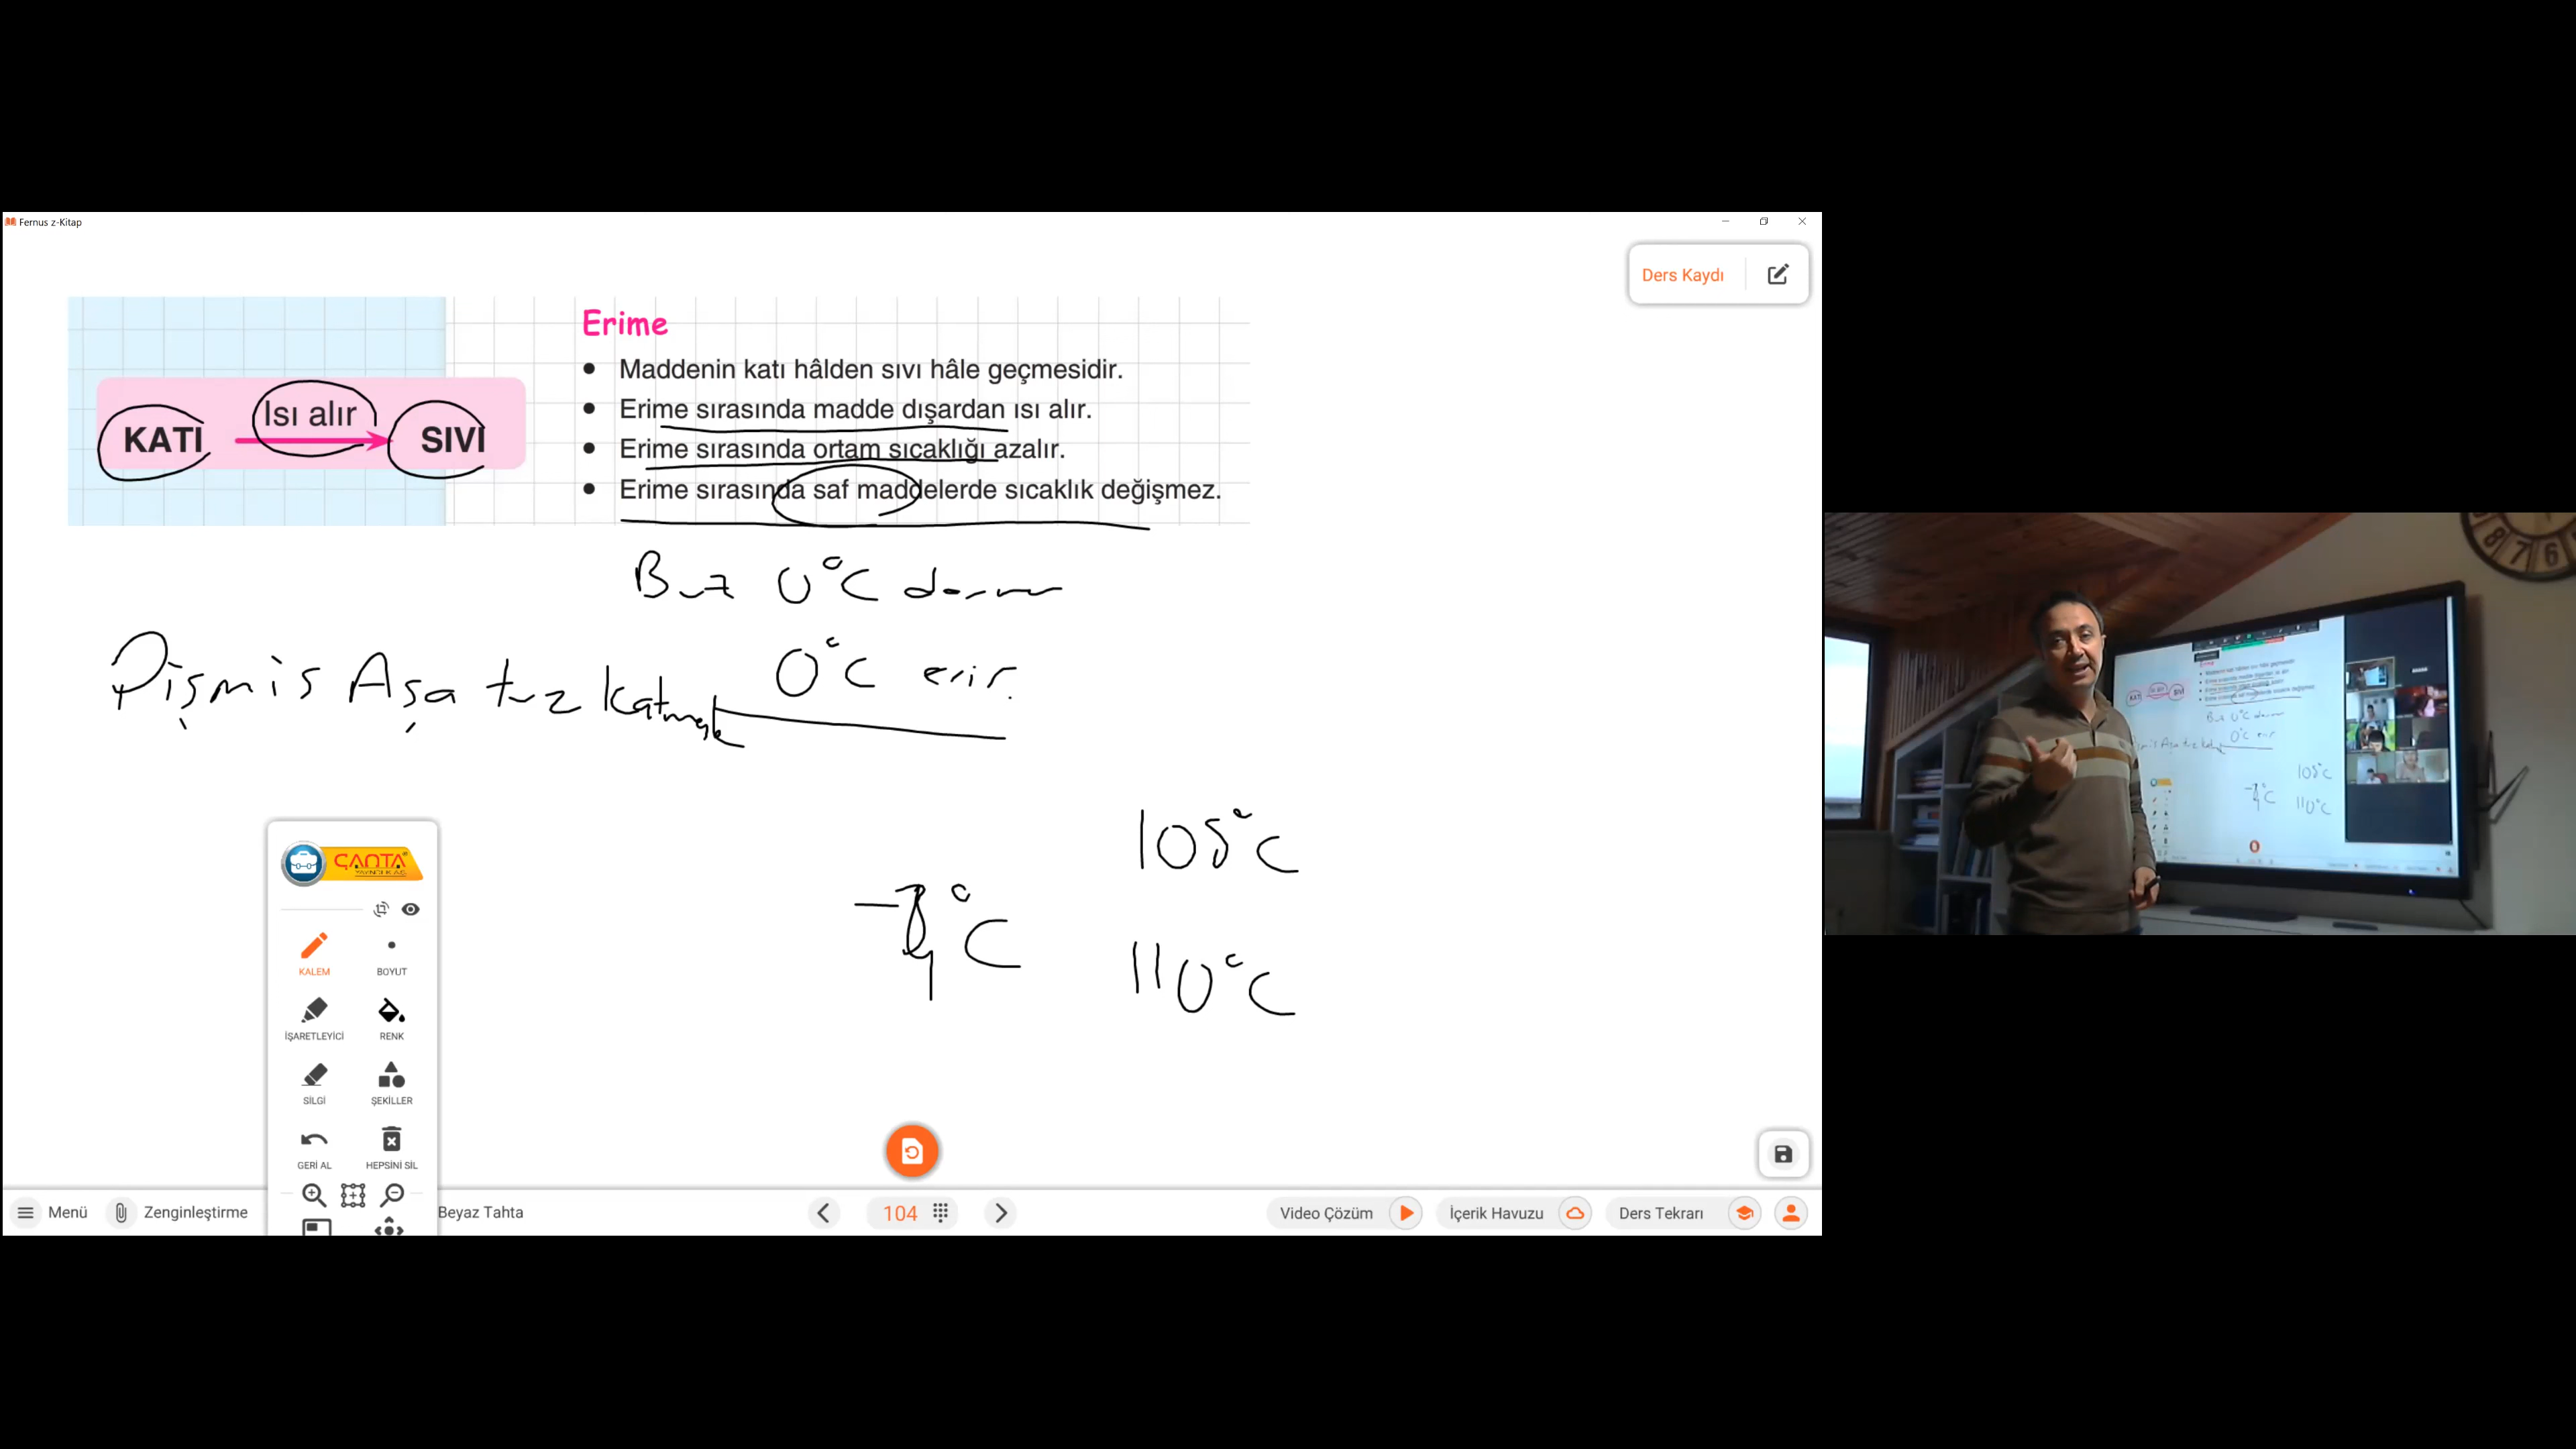 Fernus z-Kitap
Ders Kaydı
Erime
• Maddenin katı hâlden sıvı hâle geçmesidir.
• Erime sırasında madde dışardan ısı alır.
• Erime sırasında ortam sıcaklığı azalır.
• Erime sırasında saf maddelerde sıcaklık değişmez.
Isı alır
KATI SIVI
Buz 0°C
0°C erir.
Pişmiş Aşa tuz katmak
105°C
°C
110°C
ÇANTA
KALEM BOYUT
İŞARETLEYİCİ RENK
SİLGİ ŞEKİLLER
GERİ AL HEPSİNİ SİL
Menü Zenginleştirme Beyaz Tahta 104 Video Çözüm İçerik Havuzu Ders Tekrarı
8 7 6